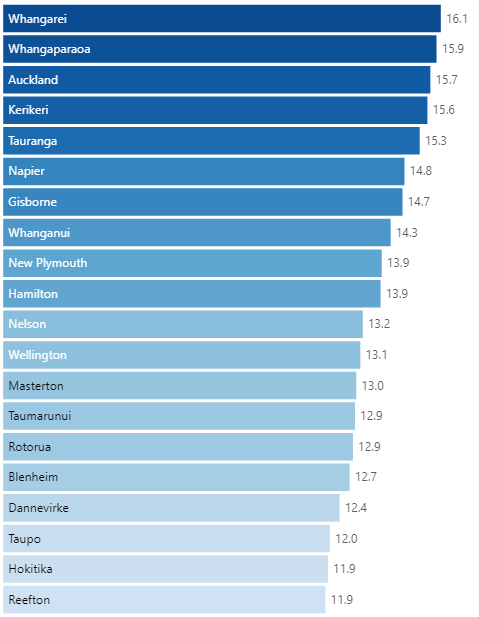 Whangarei 16.1
Whangaparaoa 15.9
Auckland 15.7
Kerikeri 15.6
Tauranga 15.3
Napier 14.8
Gisborne 14.7
Whanganui 14.3
New Plymouth 13.9
Hamilton 13.9
Nelson 13.2
Wellington 13.1
Masterton 13.0
Taumarunui 12.9
Rotorua 12.9
Blenheim 12.7
Dannevirke 12.4
Taupo 12.0
Hokitika 11.9
Reefton 11.9